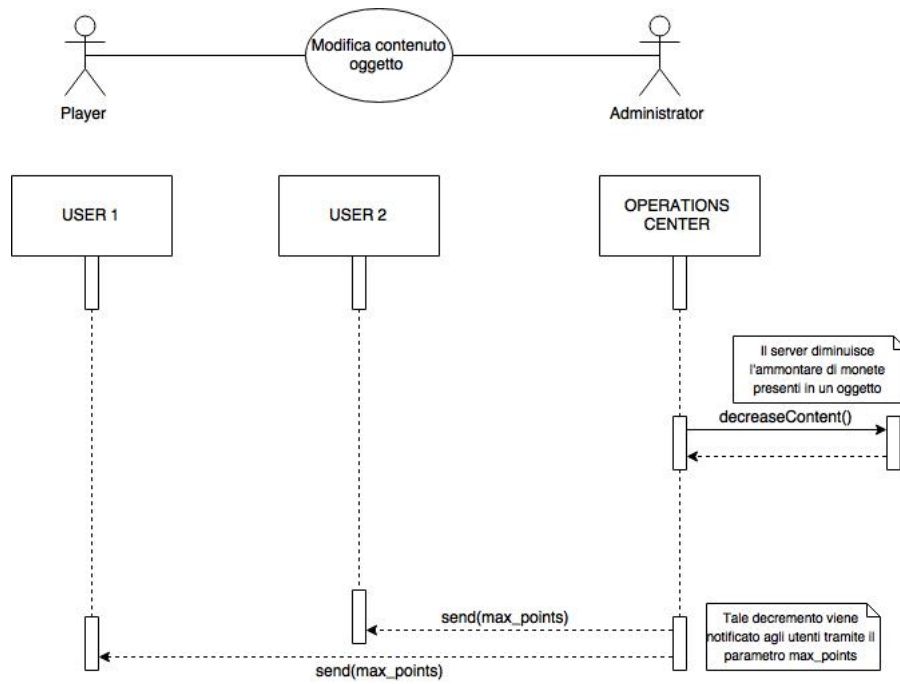 Modifica contenuto
oggetto
Player
Administrator
USER 1
USER 2
OPERATIONS
CENTER
Il server diminuisce
l'ammontare di monete
presenti in un oggetto
decreaseContent()
send(max_points)
Tale decremento viene
notificato agli utenti tramite il
parametro max_points
send(max_points)